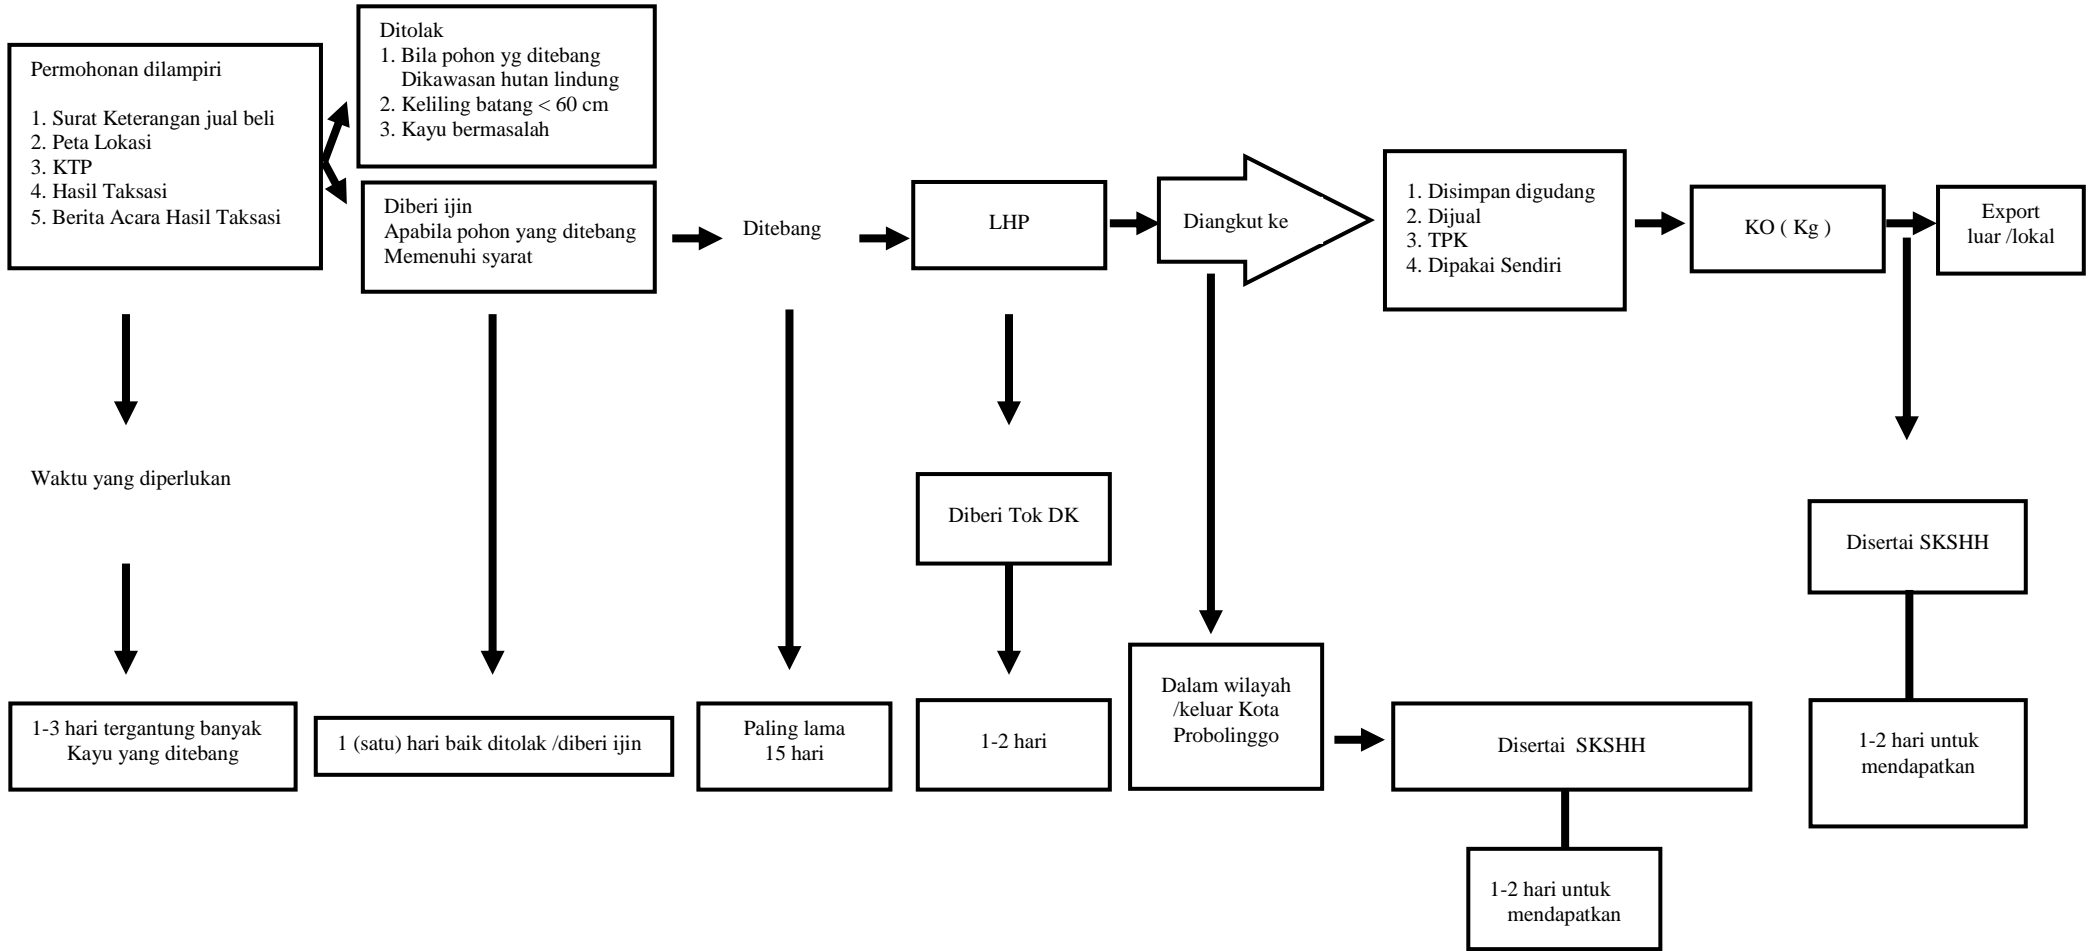 Permohonan dilampiri
1. Surat Keterangan jual beli
2. Peta Lokasi
3. KTP
4. Hasil Taksasi
5. Berita Acara Hasil Taksasi
Ditolak
1. Bila pohon yg ditebang
Dikawasan hutan lindung
2. Keliling batang < 60 cm
3. Kayu bermasalah
Diberi ijin
Apabila pohon yang ditebang
Memenuhi syarat
Ditebang
LHP
Diangkut ke
1. Disimpan digudang
2. Dijual
3. TPK
4. Dipakai Sendiri
KO ( Kg )
Export
luar /lokal
Waktu yang diperlukan
Diberi Tok DK
Disertai SKSHH
1-3 hari tergantung banyak
Kayu yang ditebang
1 (satu) hari baik ditolak /diberi ijin
Paling lama
15 hari
1-2 hari
Dalam wilayah
/keluar Kota
Probolinggo
Disertai  SKSHH
1-2 hari untuk
mendapatkan
1-2 hari untuk
mendapatkan